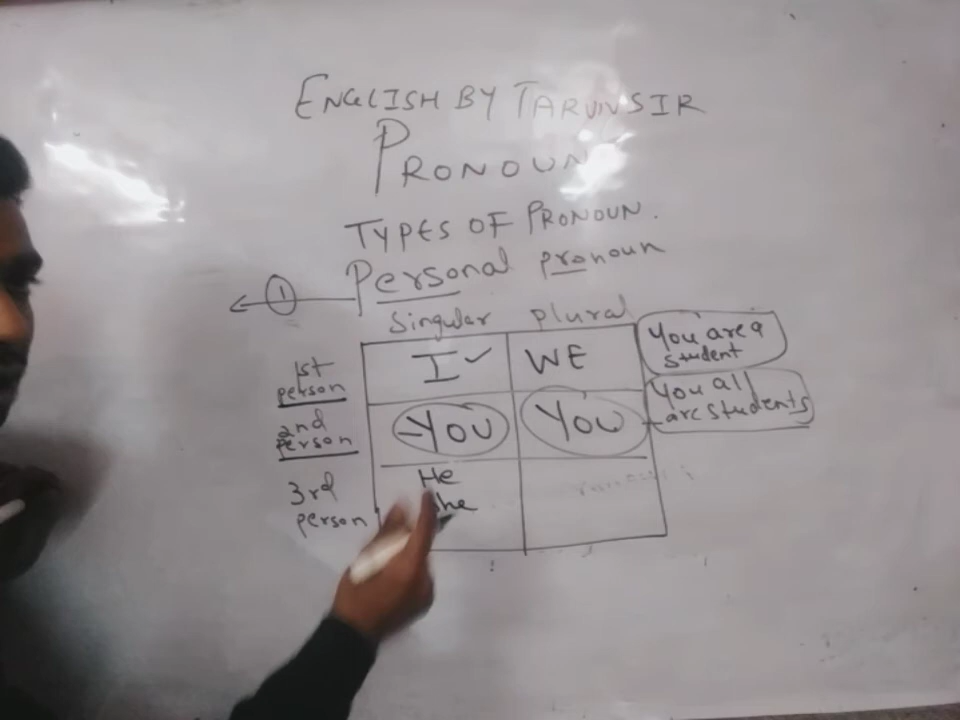 ENGLISH BY TARUN SIR
PRONOUN
TYPES OF PRONOUN.
① Personal pronoun
Singular plural
1st person I ✓ WE
You are a student
2nd person -YOU YOU
You all are students
3rd person He